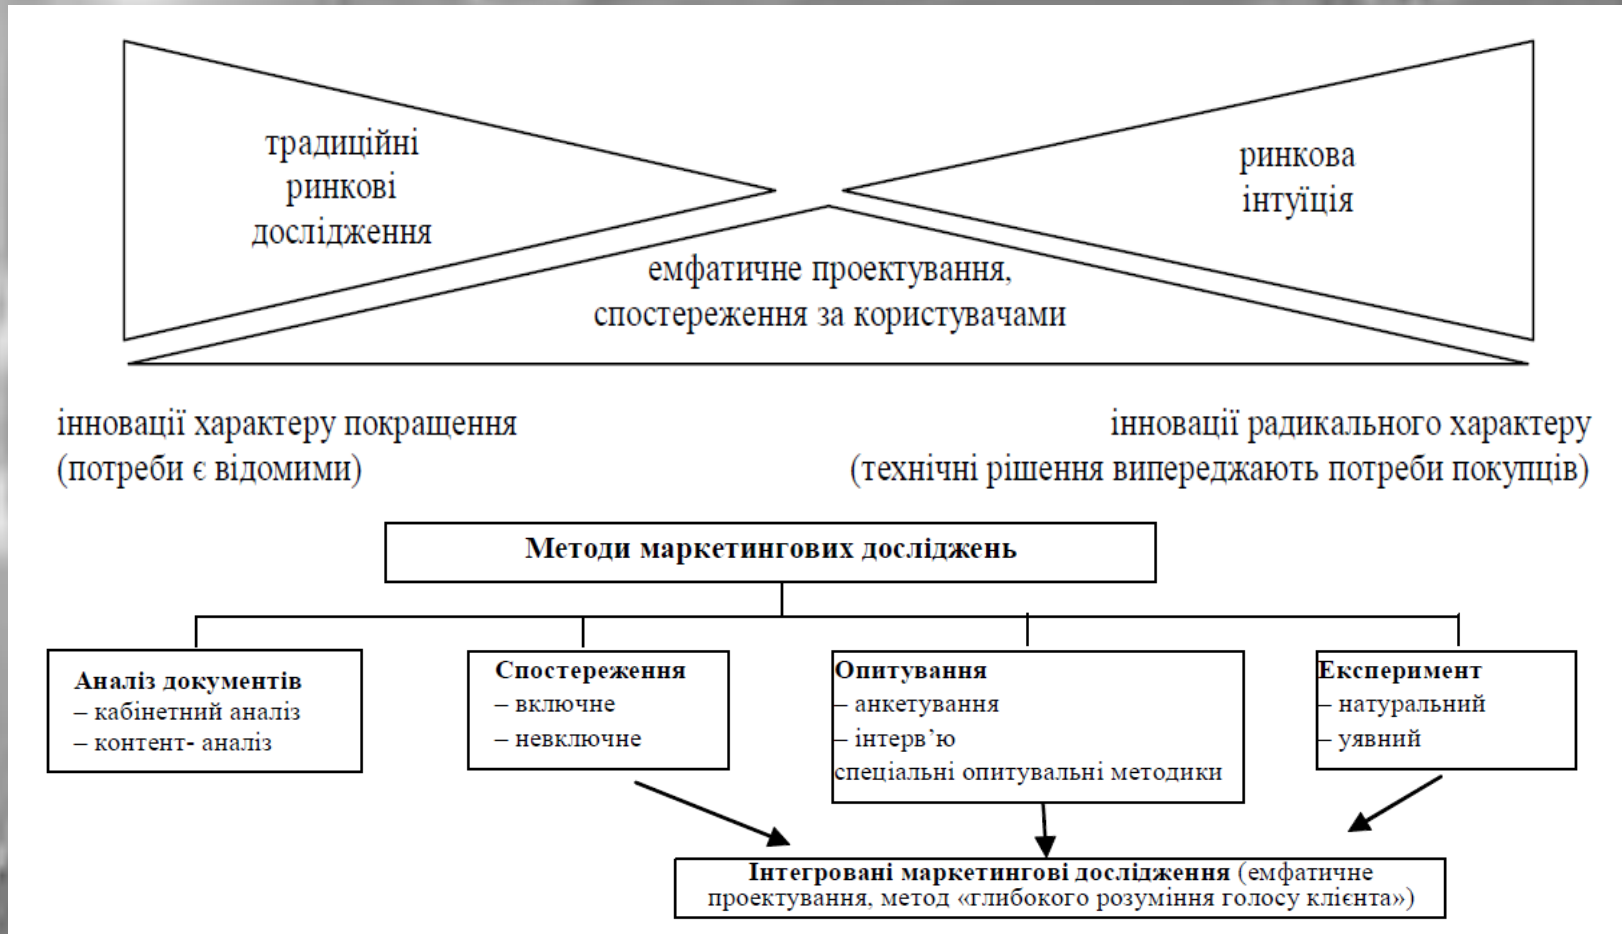 традиційні
ринкові
дослідження
ринкова
інтуїція
емфатичне проектування,
спостереження за користувачами
інновації характеру покращення
(потреби є відомими)
інновації радикального характеру
(технічні рішення випереджають потреби покупців)
Методи маркетингових досліджень
Аналіз документів
– кабінетний аналіз
– контент- аналіз
Спостереження
– включне
– невключне
Опитування
– анкетування
– інтерв’ю
спеціальні опитувальні методики
Експеримент
– натуральний
– уявний
Інтегровані маркетингові дослідження (емфатичне
проектування, метод «глибокого розуміння голосу клієнта»)